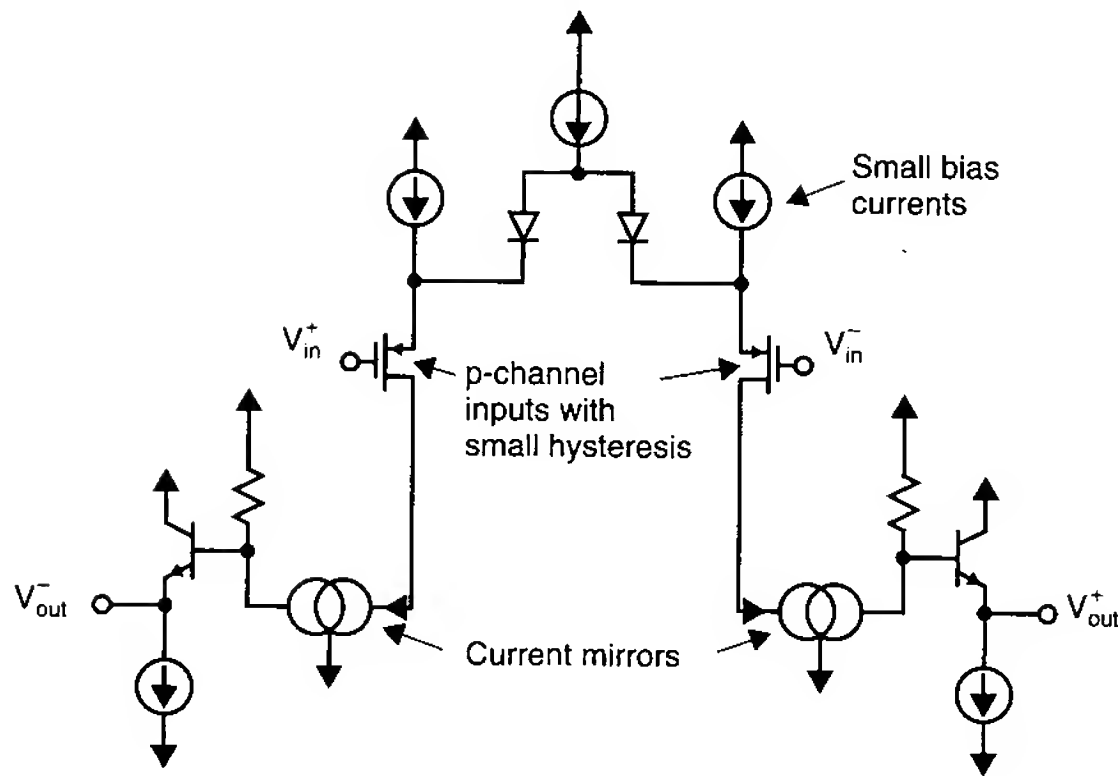 Small bias
currents
V⁺in
V⁻in
p-channel
inputs with
small hysteresis
V⁻out
V⁺out
Current mirrors